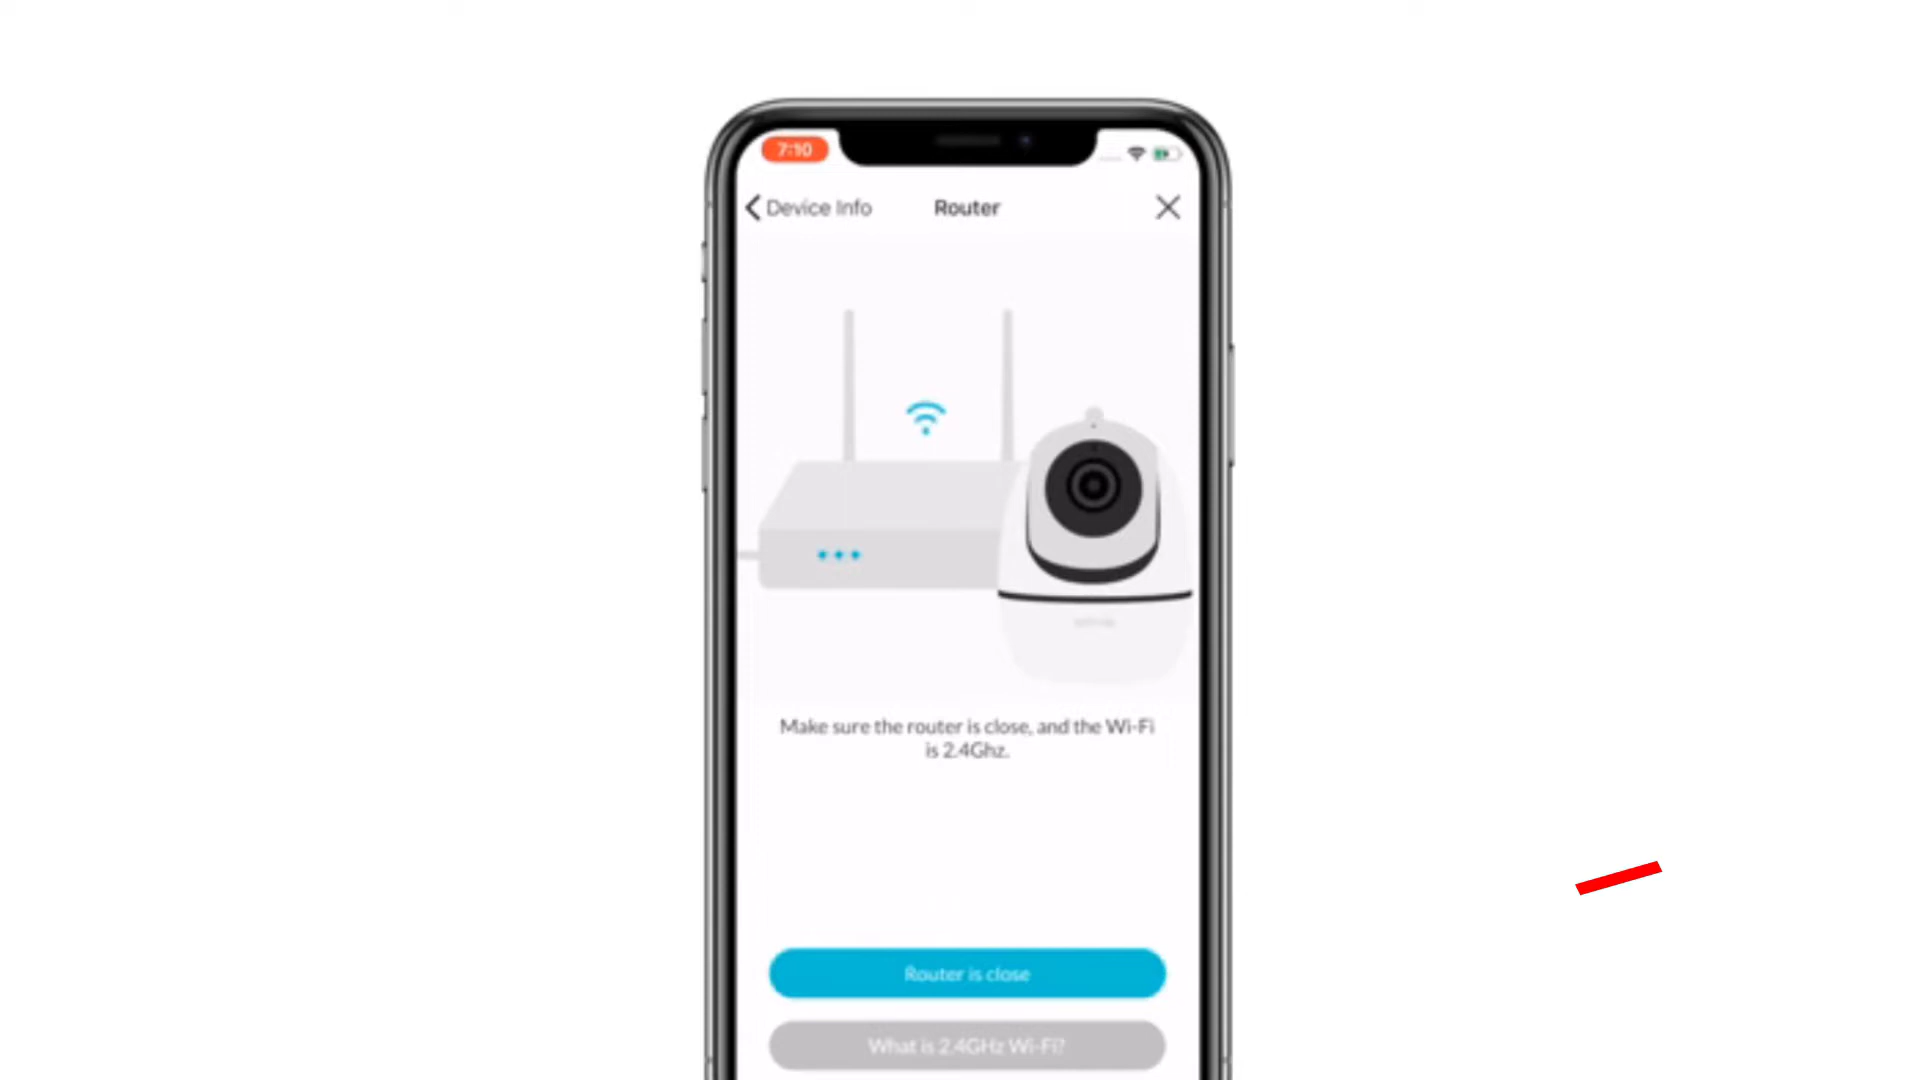 7:10
Device Info
Router
Make sure the router is close, and the Wi-Fi
is 2.4Ghz.
Router is close
What is 2.4GHz Wi-Fi?